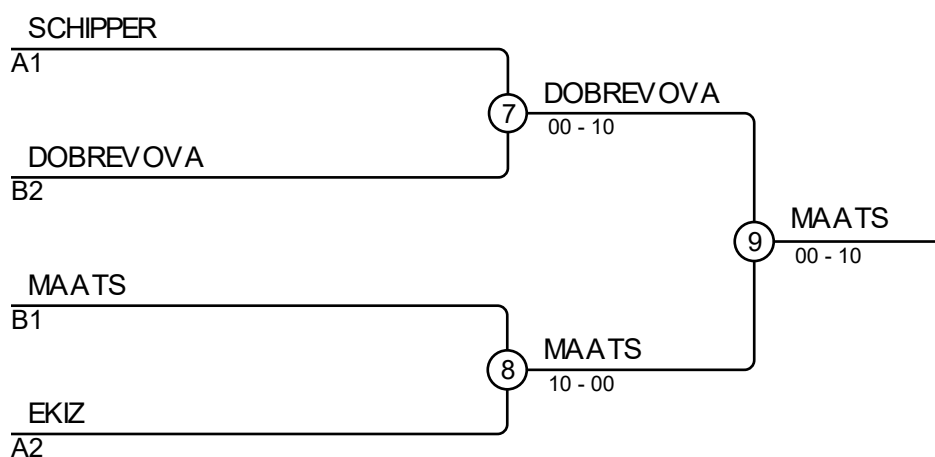 SCHIPPER
A1
7
DOBREVOVA
00 - 10
DOBREVOVA
B2
9
MAATS
00 - 10
MAATS
B1
8
MAATS
10 - 00
EKIZ
A2